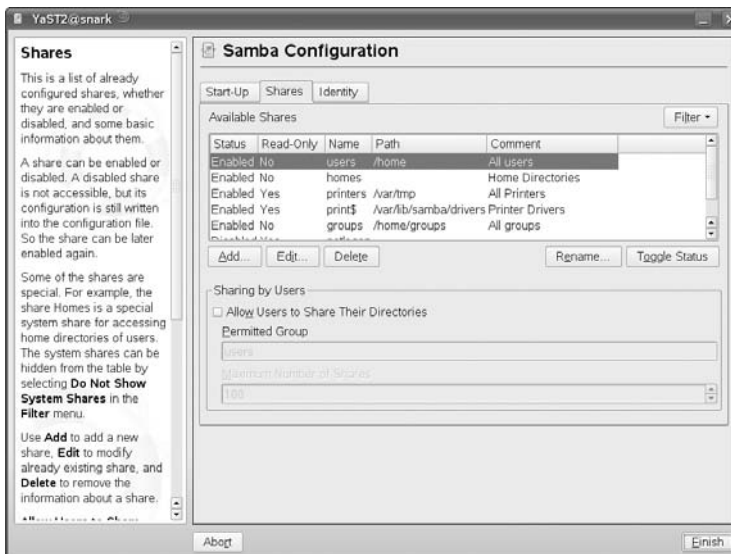 YaST2@snark
Shares
This is a list of already
configured shares, whether
they are enabled or
disabled, and some basic
information about them.
A share can be enabled or
disabled. A disabled share
is not accessible, but its
configuration is still written
into the configuration file.
So the share can be later
enabled again.
Some of the shares are
special. For example, the
share Homes is a special
system share for accessing
home directories of users.
The system shares can be
hidden from the table by
selecting Do Not Show
System Shares in the
Filter menu.
Use Add to add a new
share, Edit to modify
already existing share, and
Delete to remove the
information about a share.
Samba Configuration
Start-Up Shares Identity
Available Shares Filter
Status Read-Only Name Path Comment
Enabled No users /home All users
Enabled No homes Home Directories
Enabled Yes printers /var/tmp All Printers
Enabled Yes print$ /var/lib/samba/drivers Printer Drivers
Enabled No groups /home/groups All groups
Add... Edit... Delete Rename... Toggle Status
Sharing by Users
Allow Users to Share Their Directories
Permitted Group
users
Maximum Number of Shares
100
Abort Finish